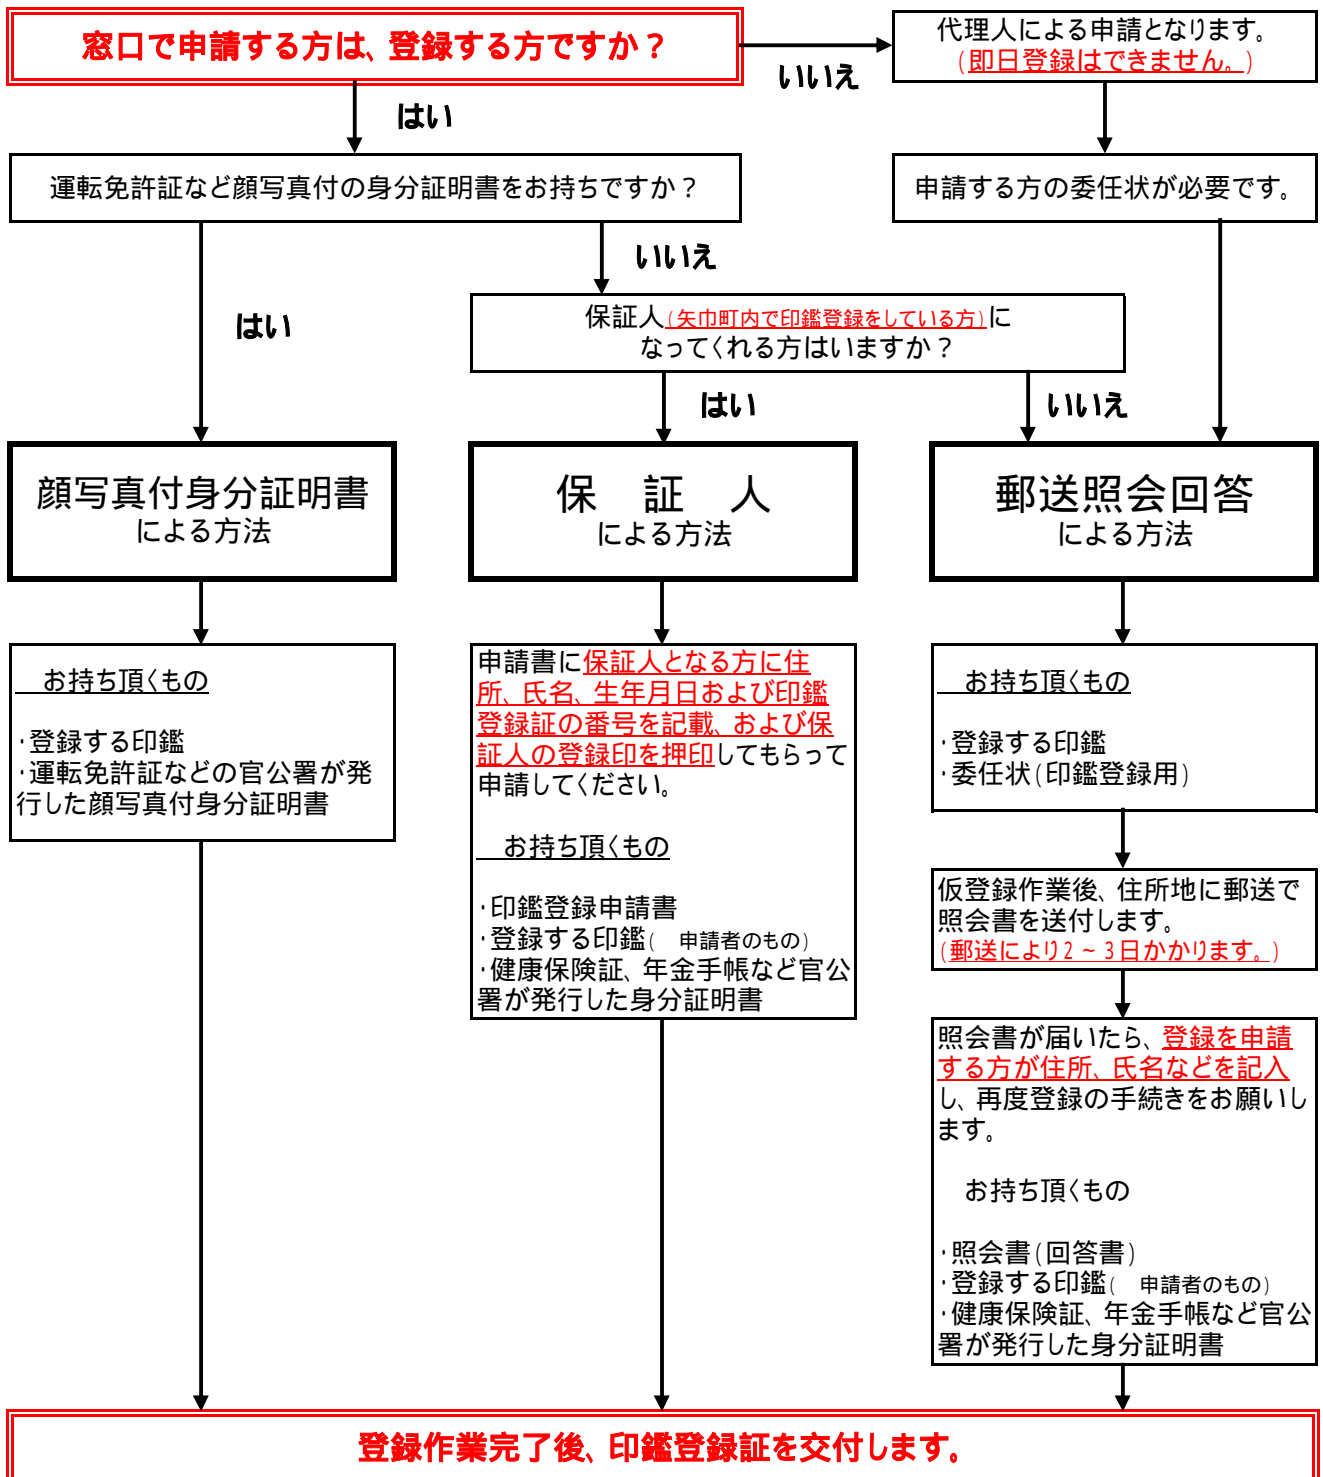 窓口で申請する方は、登録する方ですか？
代理人による申請となります。
(即日登録はできません。)
いいえ
はい
運転免許証など顔写真付の身分証明書をお持ちですか？
申請する方の委任状が必要です。
いいえ
はい
保証人(矢巾町内で印鑑登録をしている方)に
なってくれる方はいますか？
はい
いいえ
顔写真付身分証明書
による方法
保　証　人
による方法
郵送照会回答
による方法
お持ち頂くもの
・登録する印鑑
・運転免許証などの官公署が発
行した顔写真付身分証明書
申請書に保証人となる方に住
所、氏名、生年月日および印鑑
登録証の番号を記載、および保
証人の登録印を押印してもらって
申請してください。
お持ち頂くもの
・印鑑登録申請書
・登録する印鑑(　申請者のもの)
・健康保険証、年金手帳など官公
署が発行した身分証明書
お持ち頂くもの
・登録する印鑑
・委任状(印鑑登録用)
仮登録作業後、住所地に郵送で
照会書を送付します。
(郵送により2～3日かかります。)
照会書が届いたら、登録を申請
する方が住所、氏名などを記入
し、再度登録の手続きをお願いし
ます。
お持ち頂くもの
・照会書(回答書)
・登録する印鑑(　申請者のもの)
・健康保険証、年金手帳など官公
署が発行した身分証明書
登録作業完了後、印鑑登録証を交付します。